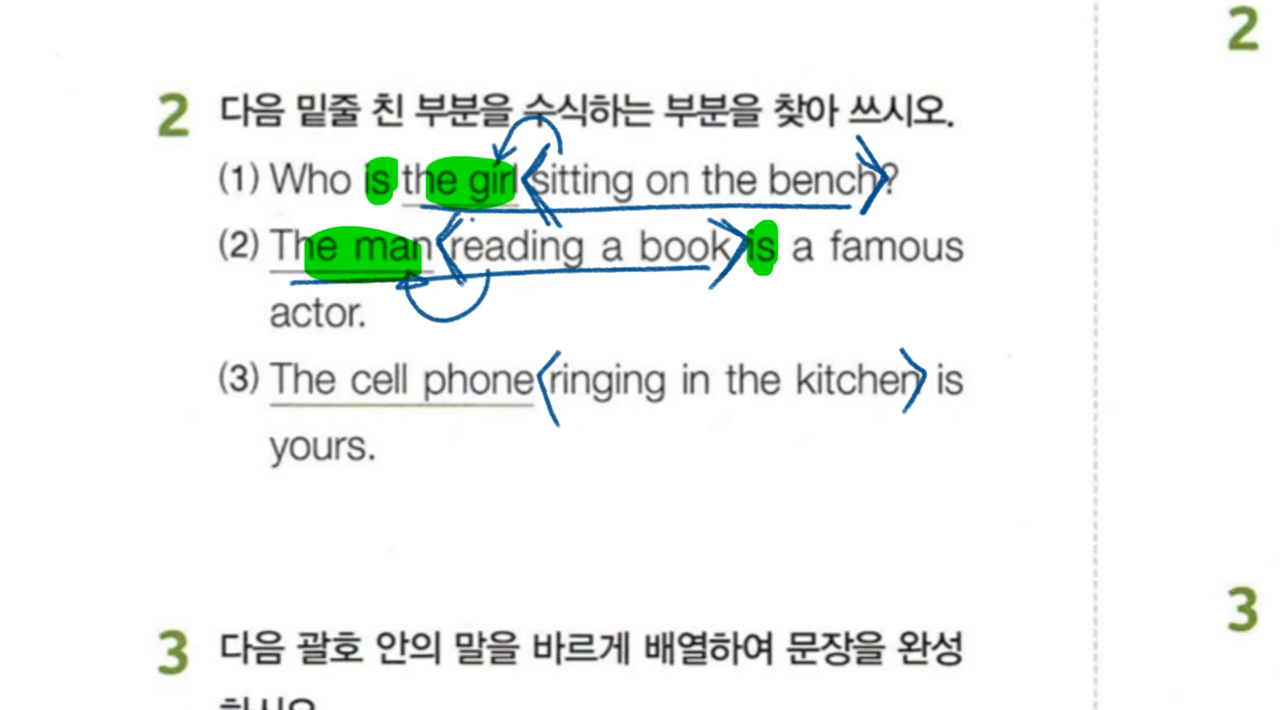 2
2 다음 밑줄 친 부분을 수식하는 부분을 찾아 쓰시오.
(1) Who is the girl sitting on the bench?
(2) The man reading a book is a famous
actor.
(3) The cell phone ringing in the kitchen is
yours.
3
3 다음 괄호 안의 말을 바르게 배열하여 문장을 완성
하시오